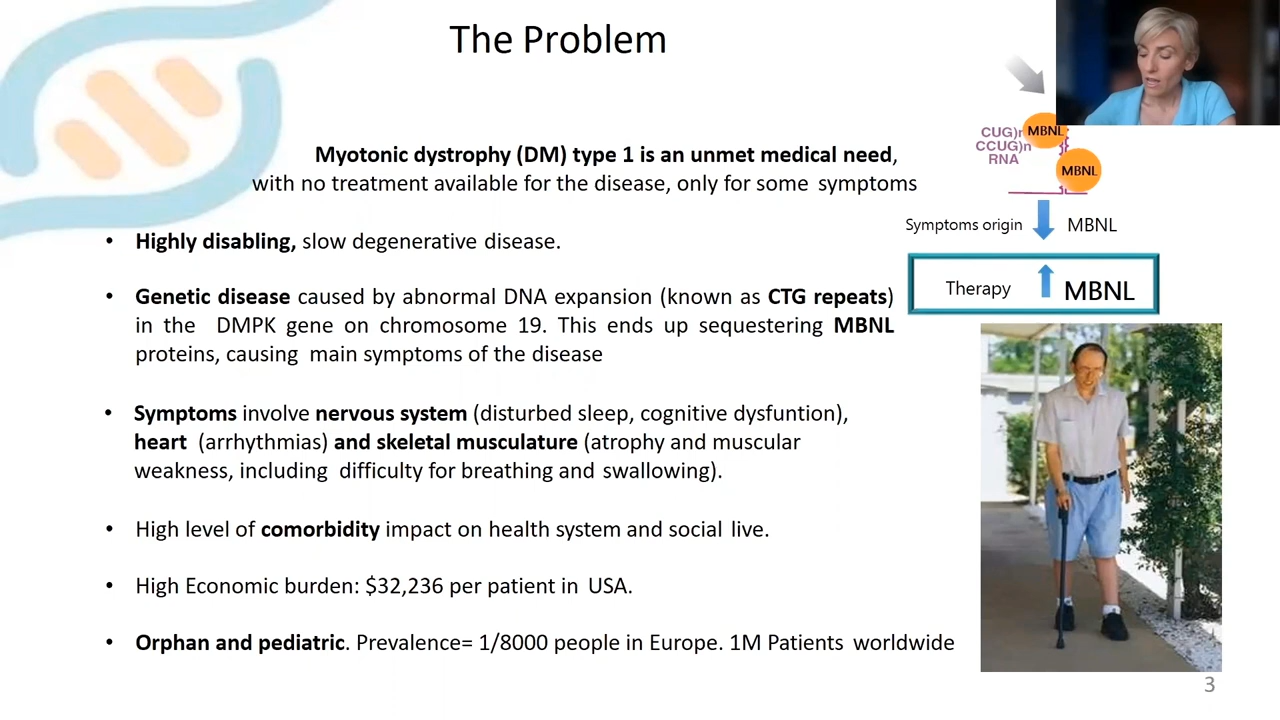 The Problem
Myotonic dystrophy (DM) type 1 is an unmet medical need,
with no treatment available for the disease, only for some symptoms
• Highly disabling, slow degenerative disease.
• Genetic disease caused by abnormal DNA expansion (known as CTG repeats)
in the DMPK gene on chromosome 19. This ends up sequestering MBNL
proteins, causing main symptoms of the disease
• Symptoms involve nervous system (disturbed sleep, cognitive dysfuntion),
heart (arrhythmias) and skeletal musculature (atrophy and muscular
weakness, including difficulty for breathing and swallowing).
• High level of comorbidity impact on health system and social live.
• High Economic burden: $32,236 per patient in USA.
• Orphan and pediatric. Prevalence= 1/8000 people in Europe. 1M Patients worldwide
CUG)n MBNL
CCUG)n
RNA
MBNL
Symptoms origin MBNL
Therapy MBNL
3